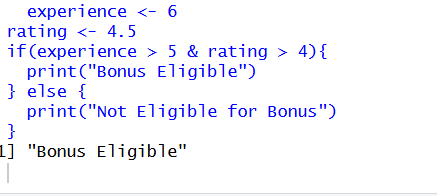 experience <- 6
rating <- 4.5
if(experience > 5 & rating > 4){
  print("Bonus Eligible")
} else {
  print("Not Eligible for Bonus")
}
1] "Bonus Eligible"